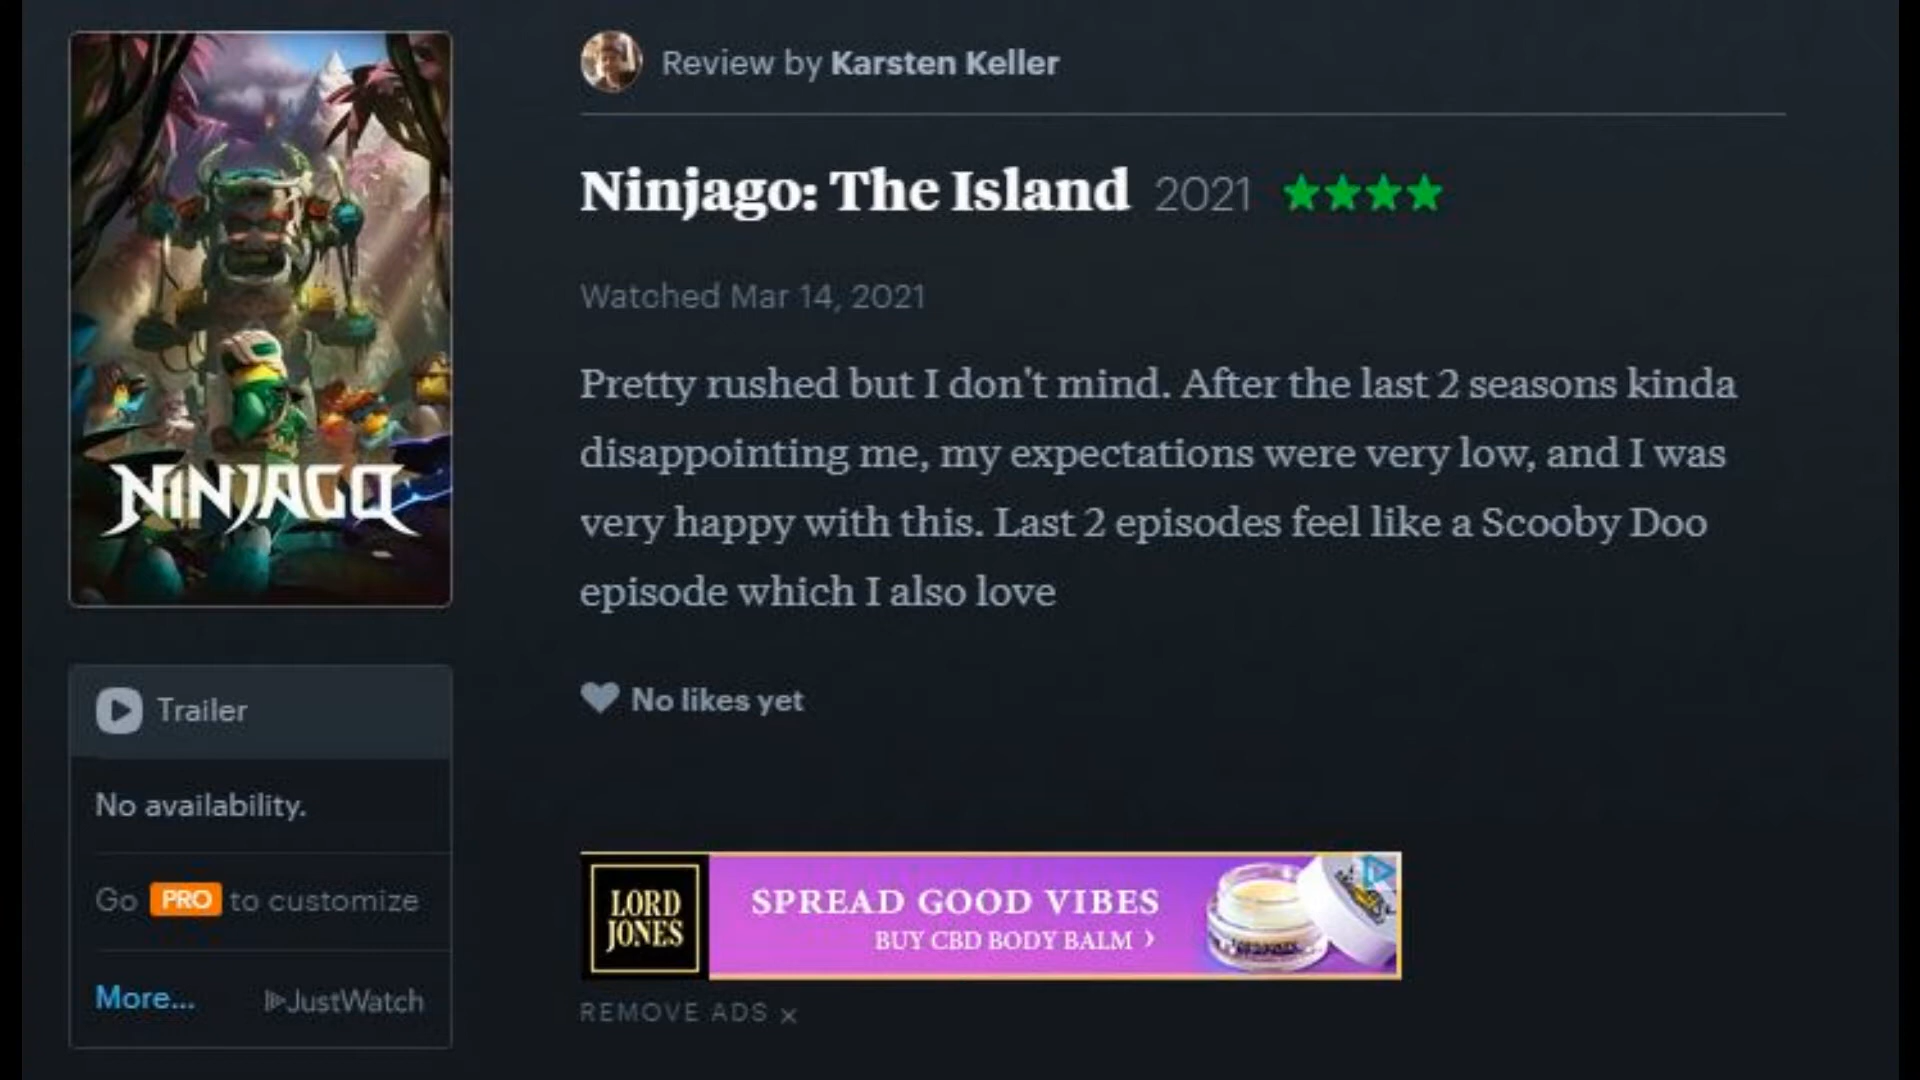 Review by Karsten Keller
Ninjago: The Island 2021
Watched Mar 14, 2021
Pretty rushed but I don't mind. After the last 2 seasons kinda
disappointing me, my expectations were very low, and I was
very happy with this. Last 2 episodes feel like a Scooby Doo
episode which I also love
No likes yet
NINJAGO
Trailer
No availability.
Go PRO to customize
More...
JustWatch
LORD
JONES
SPREAD GOOD VIBES
BUY CBD BODY BALM ›
REMOVE ADS ×